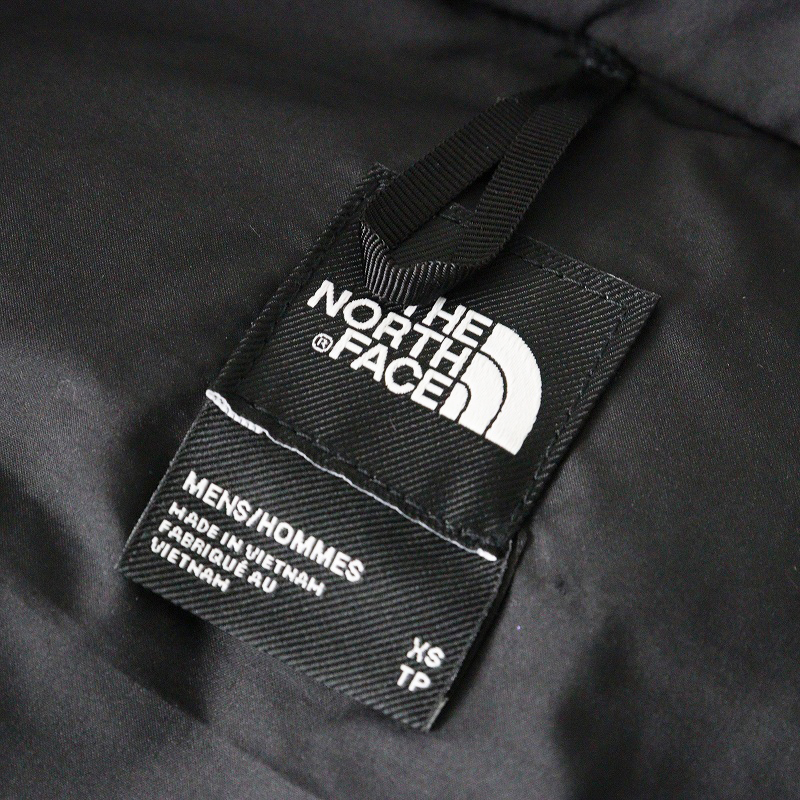 THE
NORTH
FACE®
MENS/HOMMES
MADE IN VIETNAM
FABRIQUÉ AU
VIETNAM
XS
TP